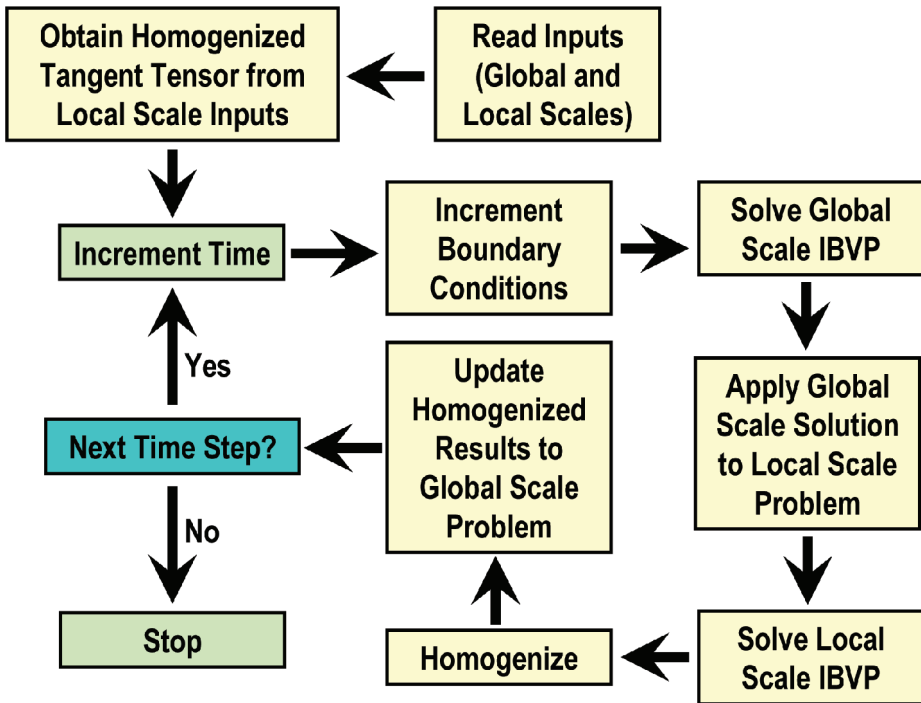 Obtain Homogenized
Tangent Tensor from
Local Scale Inputs
Read Inputs
(Global and
Local Scales)
Increment Time
Increment
Boundary
Conditions
Solve Global
Scale IBVP
Yes
Update
Homogenized
Results to
Global Scale
Problem
Apply Global
Scale Solution
to Local Scale
Problem
Next Time Step?
No
Stop
Homogenize
Solve Local
Scale IBVP